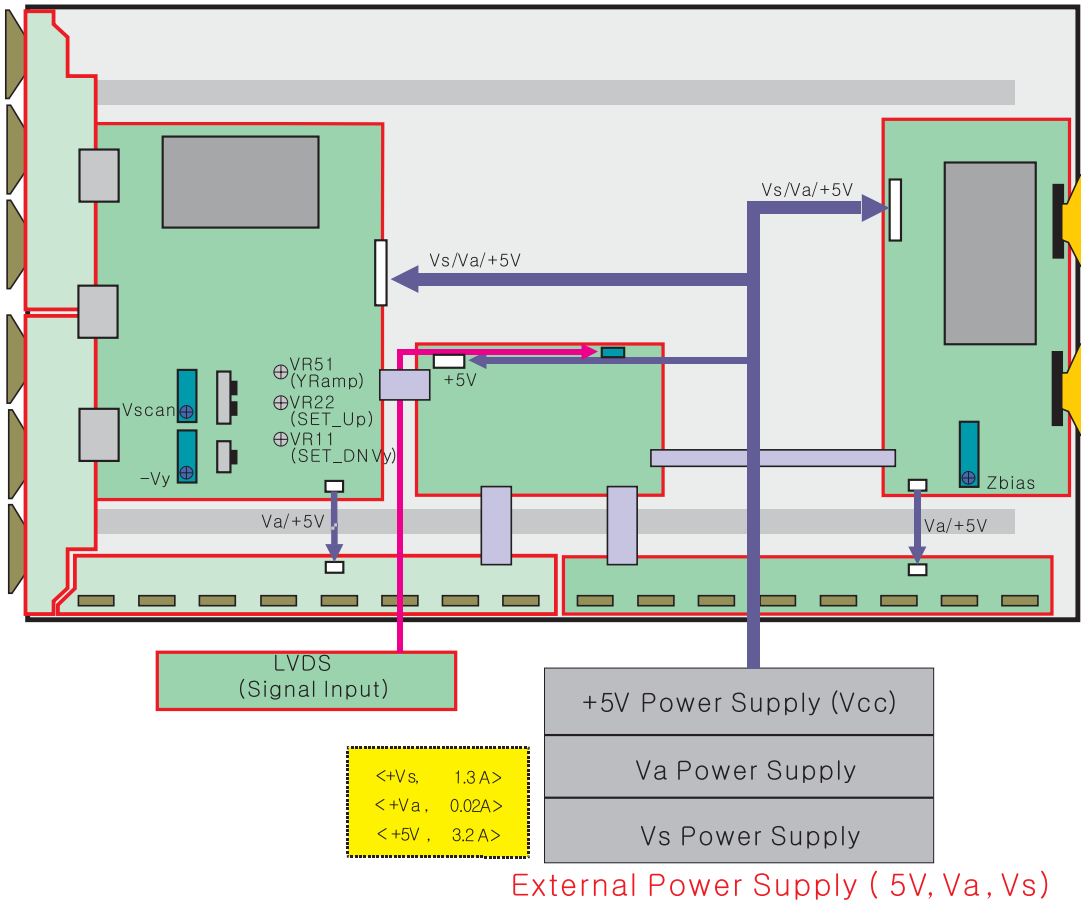 Vs/Va/+5V
Vs/Va/+5V
VR51
(YRamp)
+5V
VR22
(SET_Up)
Vscan
VR11
(SET_DNVy)
-Vy
Zbias
Va/+5V
Va/+5V
LVDS
(Signal Input)
+5V Power Supply (Vcc)
Va Power Supply
Vs Power Supply
<+Vs, 1.3A>
<+Va, 0.02A>
<+5V, 3.2A>
External Power Supply ( 5V, Va, Vs)